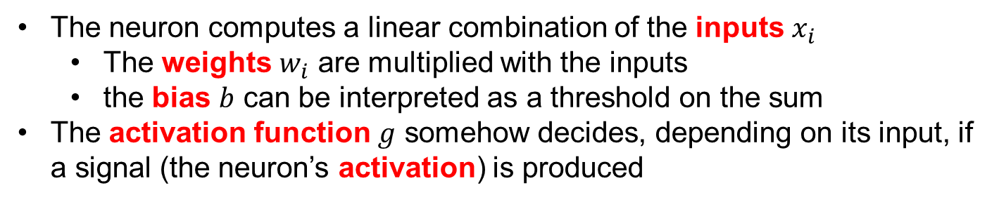 • The neuron computes a linear combination of the inputs xᵢ
• The weights wᵢ are multiplied with the inputs
• the bias b can be interpreted as a threshold on the sum
• The activation function g somehow decides, depending on its input, if
a signal (the neuron’s activation) is produced